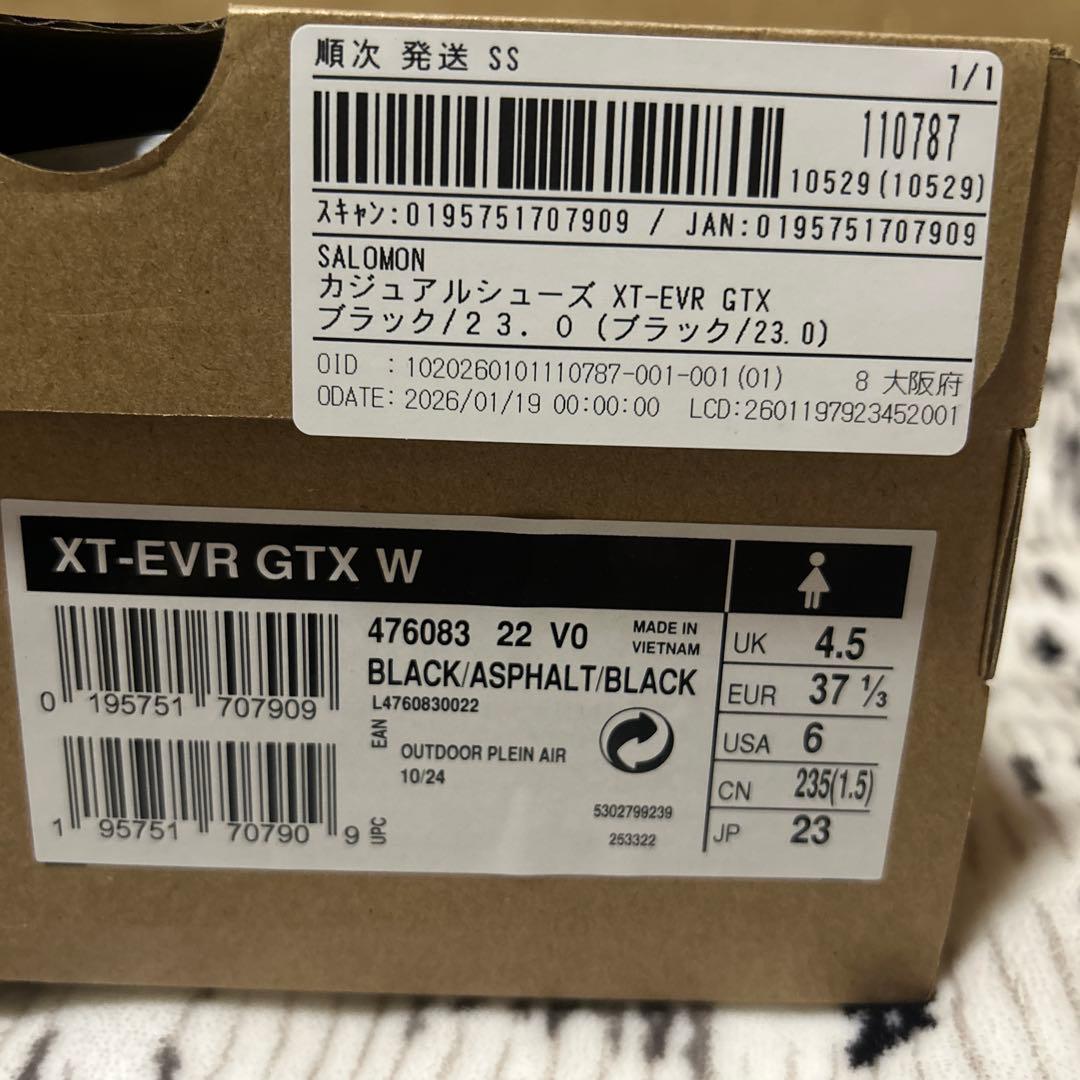 順次 発送 SS
1/1
110787
10529(10529)
スキャン:0195751707909 / JAN:0195751707909
SALOMON
カジュアルシューズ XT-EVR GTX
ブラック/23.0(ブラック/23.0)
OID :1020260101110787-001-001(01) 8 大阪府
ODATE: 2026/01/19 00:00:00 LCD:2601197923452001
XT-EVR GTX W
476083 22 V0
MADE IN
VIETNAM
BLACK/ASPHALT/BLACK
L4760830022
0 195751 707909
EAN
OUTDOOR PLEIN AIR
10/24
1 95751 70790 9
UPC
5302799239
253322
UK 4.5
EUR 37 ⅓
USA 6
CN 235(1.5)
JP 23